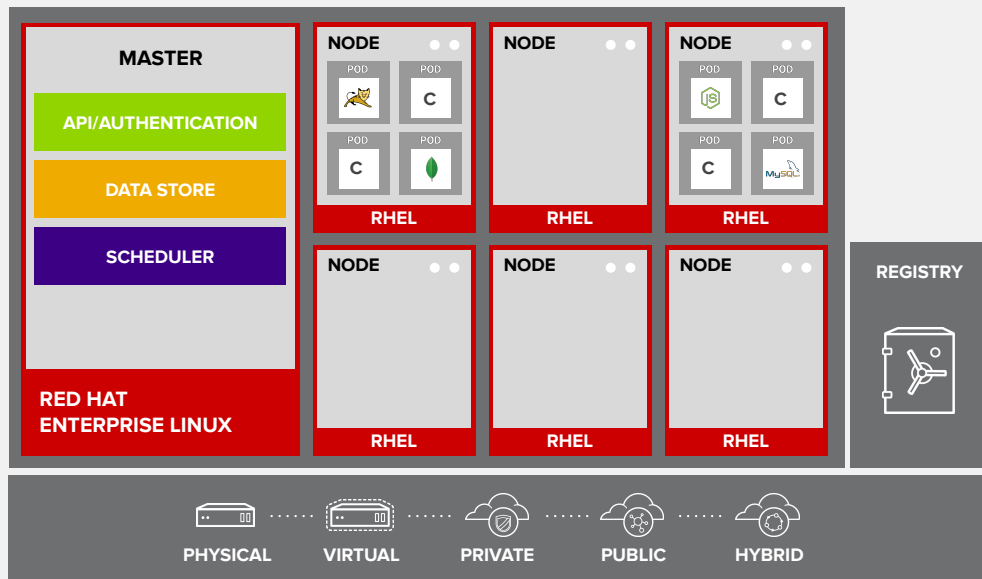 MASTER
API/AUTHENTICATION
DATA STORE
SCHEDULER
RED HAT
ENTERPRISE LINUX
NODE
POD
POD
C
POD
POD
C
RHEL
NODE
RHEL
NODE
POD
POD
JS
C
POD
POD
C
MySQL
RHEL
NODE
RHEL
NODE
RHEL
NODE
RHEL
REGISTRY
PHYSICAL
VIRTUAL
PRIVATE
PUBLIC
HYBRID